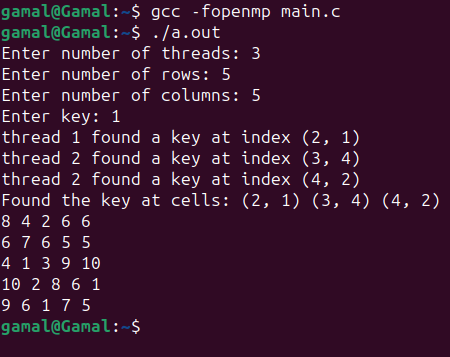 gamal@Gamal:~$ gcc -fopenmp main.c
gamal@Gamal:~$ ./a.out
Enter number of threads: 3
Enter number of rows: 5
Enter number of columns: 5
Enter key: 1
thread 1 found a key at index (2, 1)
thread 2 found a key at index (3, 4)
thread 2 found a key at index (4, 2)
Found the key at cells: (2, 1) (3, 4) (4, 2)
8 4 2 6 6
6 7 6 5 5
4 1 3 9 10
10 2 8 6 1
9 6 1 7 5
gamal@Gamal:~$